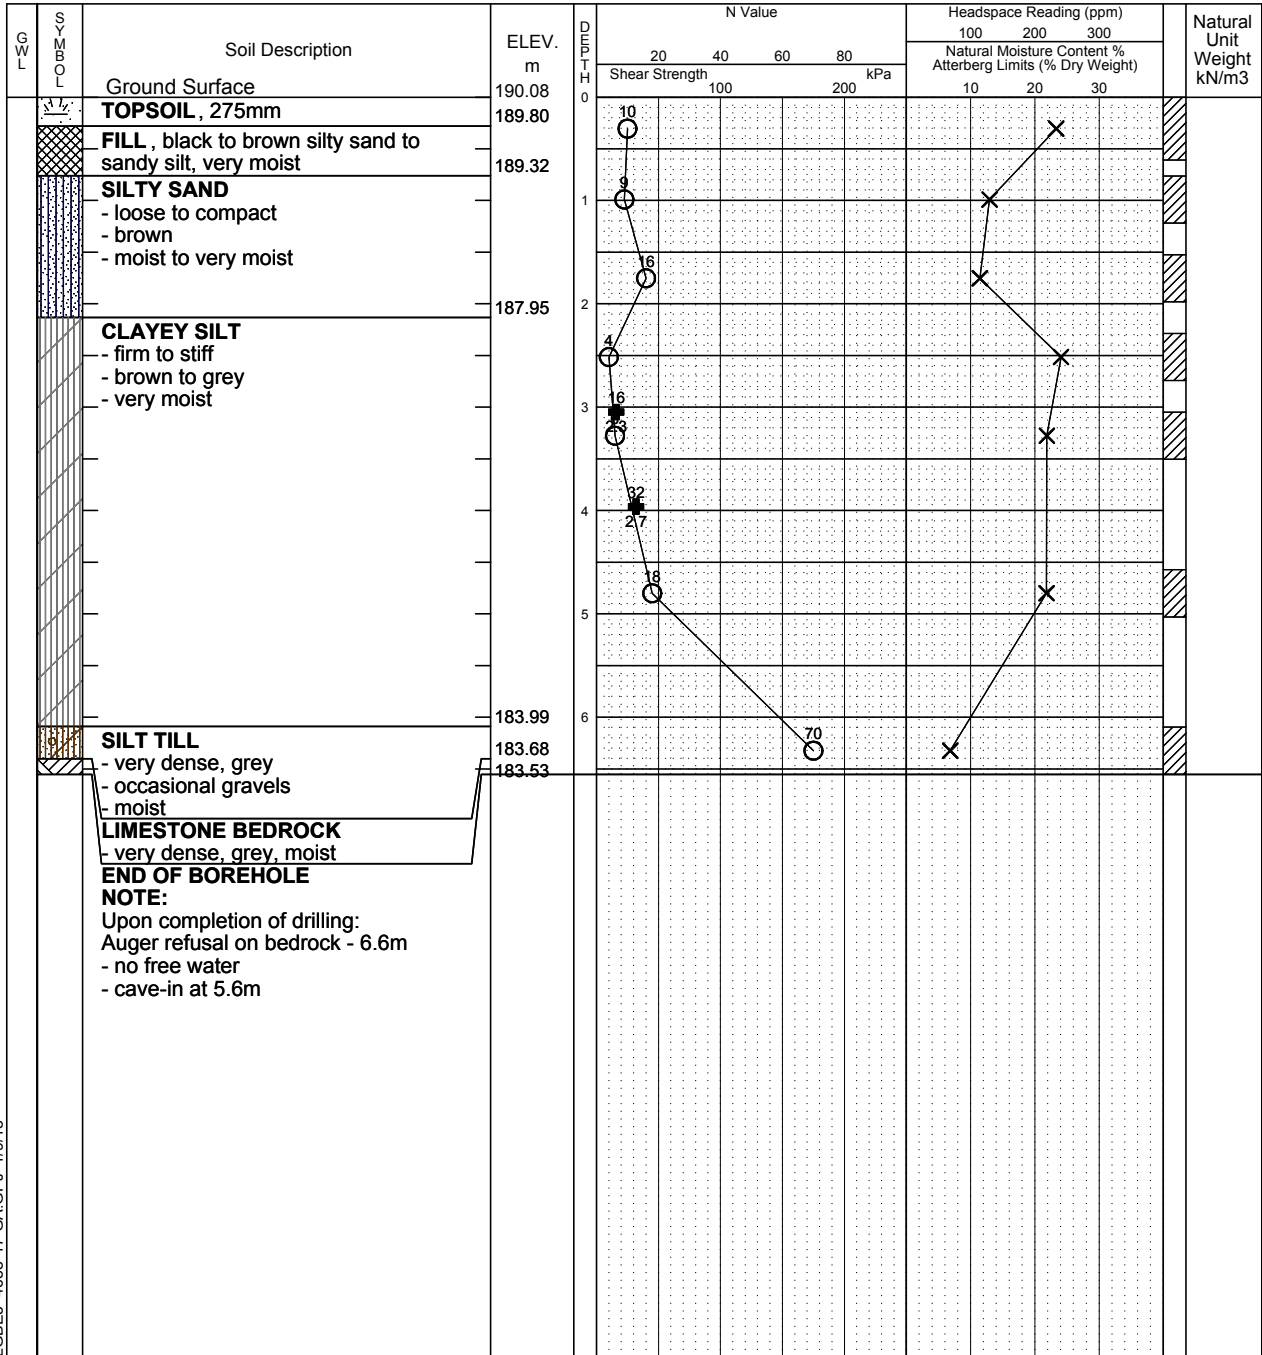 GWL
SYMBOL
Soil Description
Ground Surface
ELEV.
m
190.08
DEPTH
N Value
20 40 60 80
Shear Strength kPa
100 200
Headspace Reading (ppm)
100 200 300
Natural Moisture Content %
Atterberg Limits (% Dry Weight)
10 20 30
Natural
Unit
Weight
kN/m3
0
TOPSOIL, 275mm
189.80
10
FILL, black to brown silty sand to
sandy silt, very moist
189.32
SILTY SAND
- loose to compact
- brown
- moist to very moist
9
1
16
2
187.95
CLAYEY SILT
- firm to stiff
- brown to grey
- very moist
4
16
3
2.3
32
4
2.7
18
5
183.99
6
SILT TILL
- very dense, grey
- occasional gravels
- moist
183.68
183.53
70
LIMESTONE BEDROCK
- very dense, grey, moist
END OF BOREHOLE
NOTE:
Upon completion of drilling:
Auger refusal on bedrock - 6.6m
- no free water
- cave-in at 5.6m